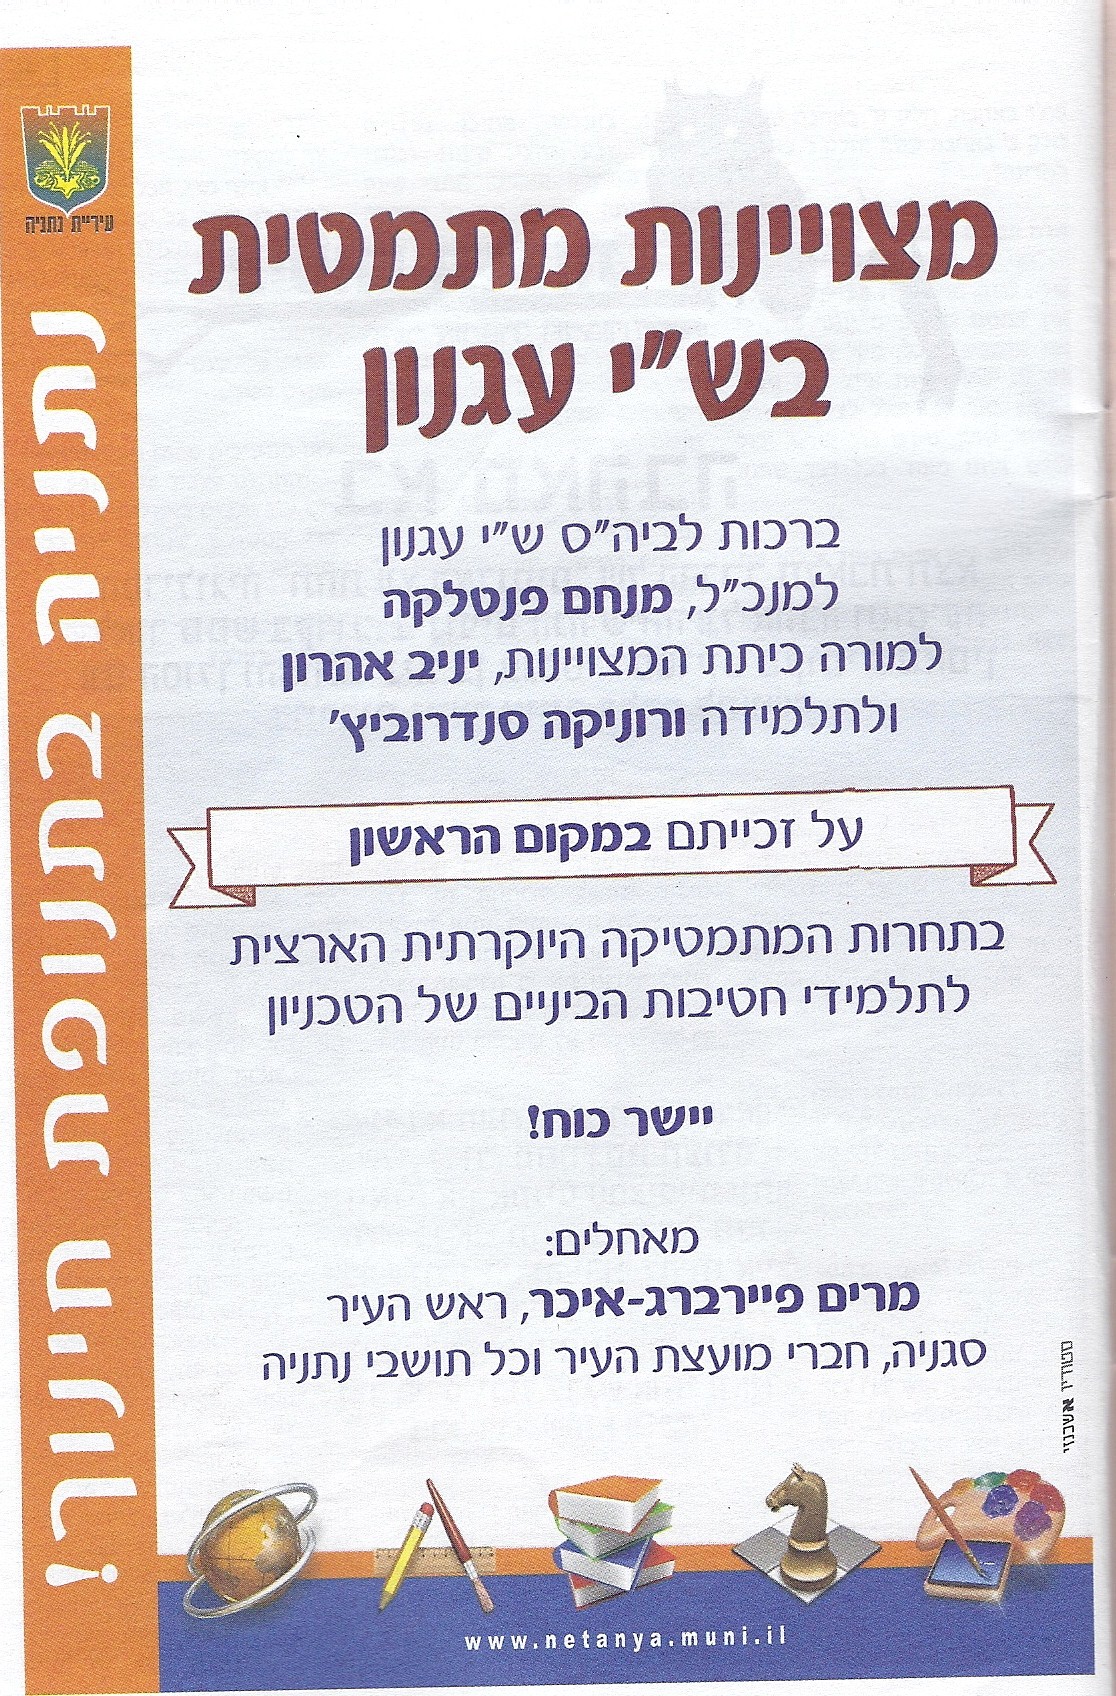 עיריית נתניה
נתניה בתנופת חינוך!
מצויינות מתמטית
בש"י עגנון
ברכות לביה"ס ש"י עגנון
למנכ"ל, מנחם פנטלקה
למורה כיתת המצויינות, יניב אהרון
ולתלמידה ורוניקה סנדרוביץ'
על זכייתם במקום הראשון
בתחרות המתמטיקה היוקרתית הארצית
לתלמידי חטיבות הביניים של הטכניון
יישר כוח!
מאחלים:
מרים פיירברג-איכר, ראש העיר
סגניה, חברי מועצת העיר וכל תושבי נתניה
אשכנזי
www.netanya.muni.il